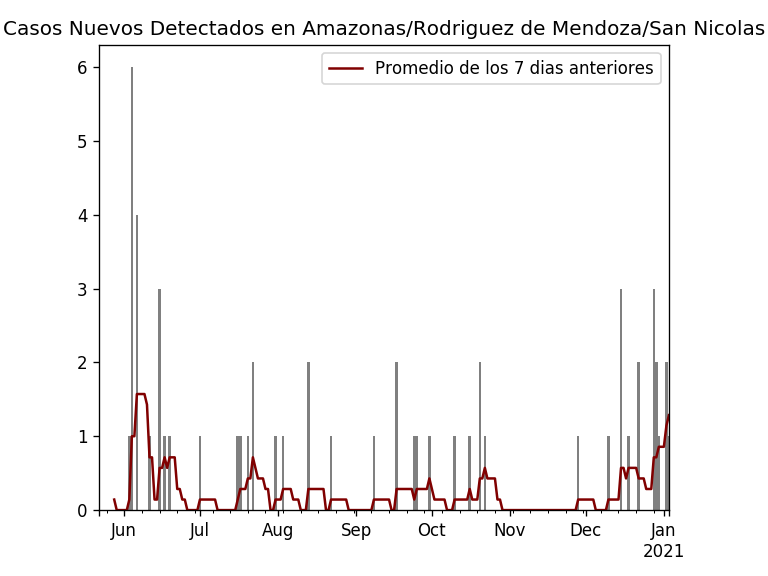 Casos Nuevos Detectados en Amazonas/Rodriguez de Mendoza/San Nicolas
Promedio de los 7 dias anteriores
6
5
4
3
2
1
0
Jun Jul Aug Sep Oct Nov Dec Jan
2021